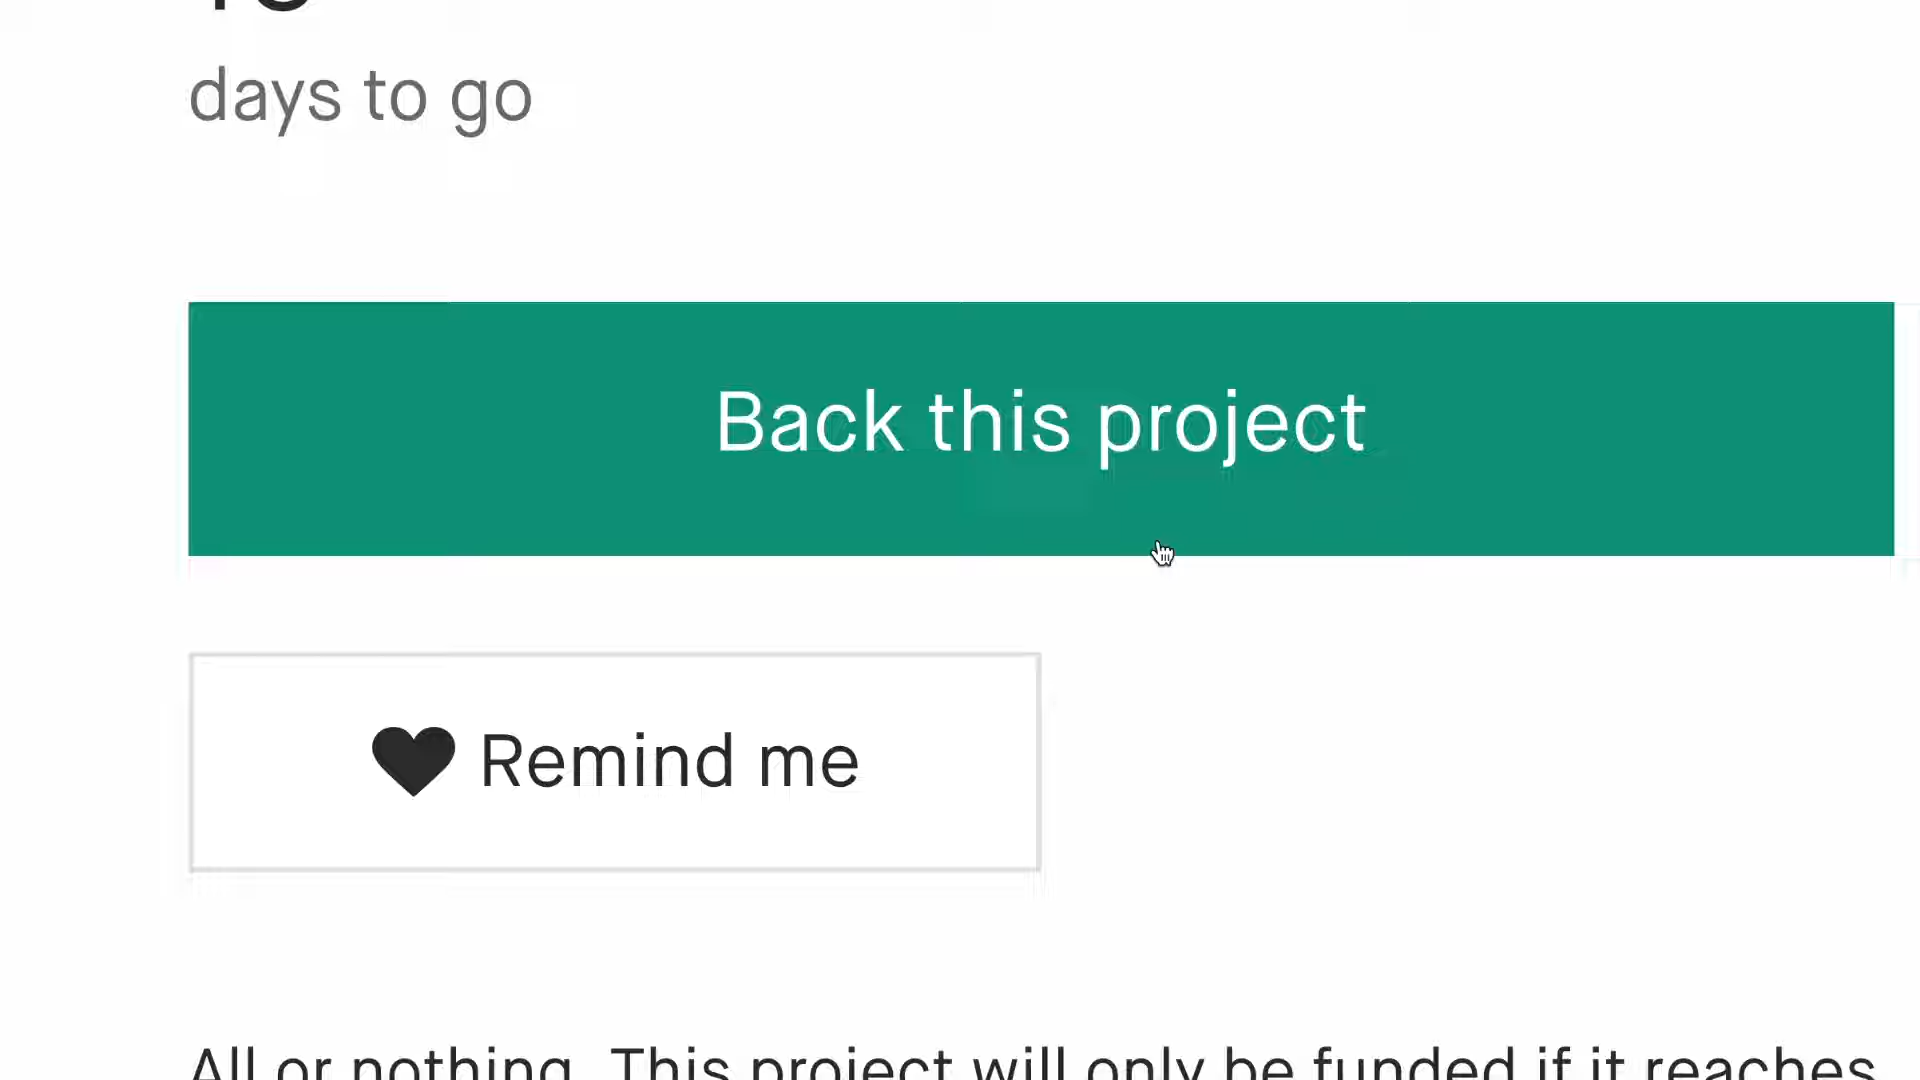 days to go
Back this project
Remind me
All or nothing. This project will only be funded if it reaches